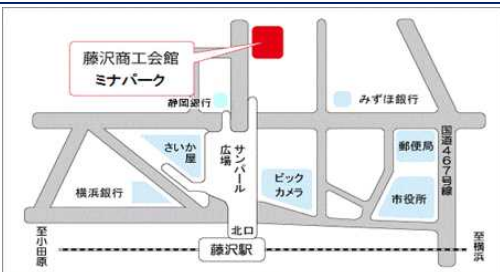 藤沢商工会館
ミナパーク
静岡銀行
みずほ銀行
さいか
屋
サンパール
広場
ビック
カメラ
郵便局
国道467号線
横浜銀行
市役所
至小田原
北口
藤沢駅
至横浜